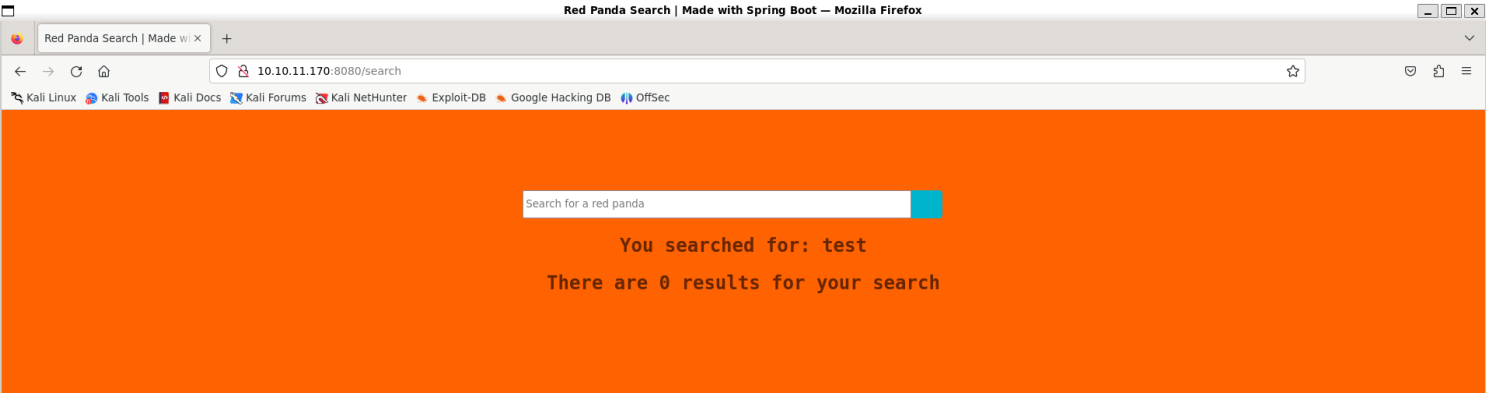 Red Panda Search | Made with Spring Boot — Mozilla Firefox
Red Panda Search | Made wi
10.10.11.170:8080/search
Kali Linux Kali Tools Kali Docs Kali Forums Kali NetHunter Exploit-DB Google Hacking DB OffSec
Search for a red panda
You searched for: test
There are 0 results for your search